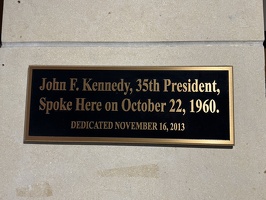 John F. Kennedy, 35th President,
Spoke Here on October 22, 1960.
DEDICATED NOVEMBER 16, 2013